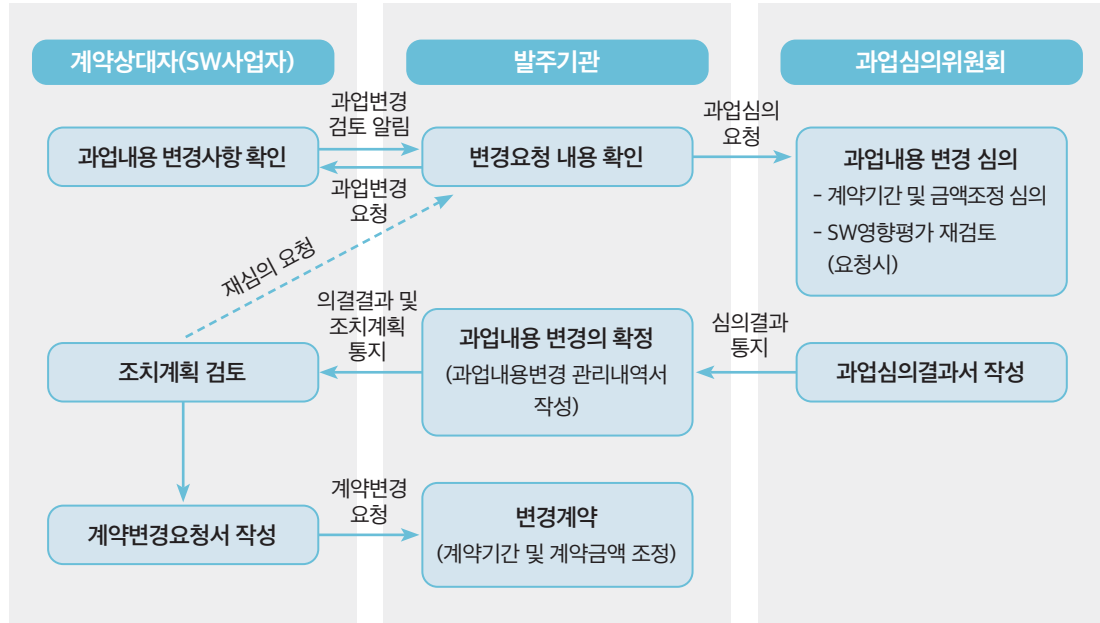 계약상대자(SW사업자)
발주기관
과업심의위원회
과업내용 변경사항 확인
과업변경
검토 알림
과업변경
요청
변경요청 내용 확인
과업심의
요청
과업내용 변경 심의
- 계약기간 및 금액조정 심의
- SW영향평가 재검토
(요청시)
재심의 요청
조치계획 검토
의결결과 및
조치계획
통지
과업내용 변경의 확정
(과업내용변경 관리내역서
작성)
심의결과
통지
과업심의결과서 작성
계약변경요청서 작성
계약변경
요청
변경계약
(계약기간 및 계약금액 조정)